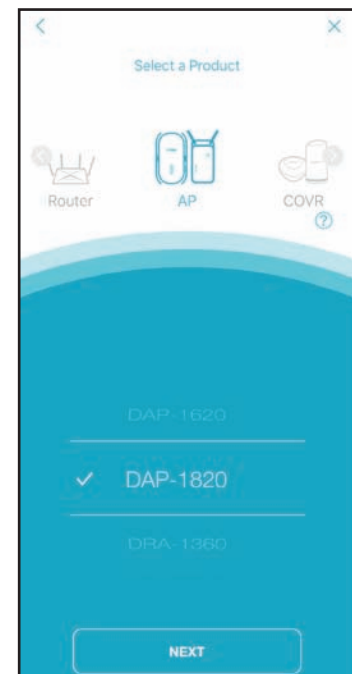 Select a Product
Router
AP
COVR
?
DAP-1620
DAP-1820
DRA-1360
NEXT